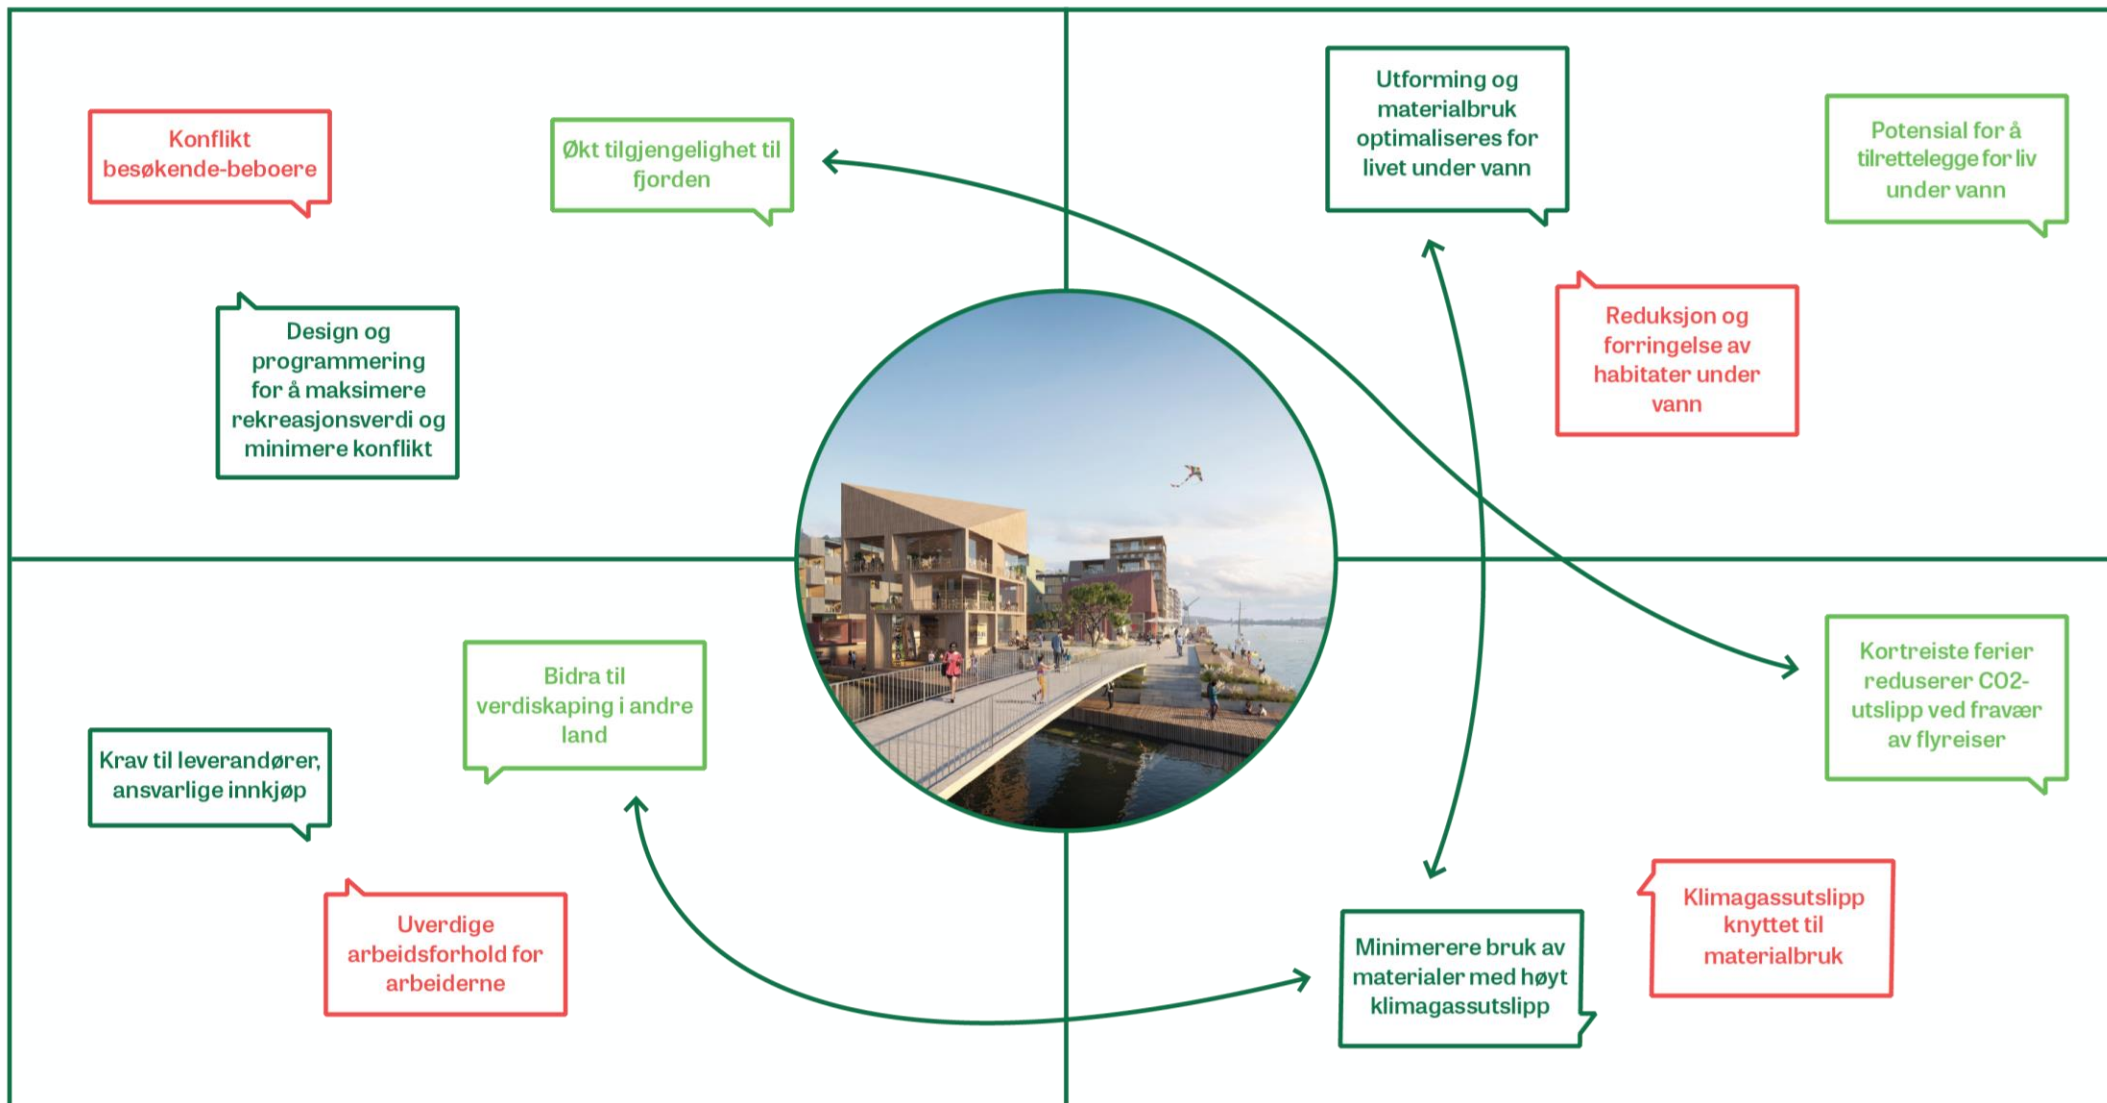 Konflikt
besøkende-beboere
Økt tilgjengelighet til
fjorden
Design og
programmering
for å maksimere
rekreasjonsverdi og
minimere konflikt
Utforming og
materialbruk
optimaliseres for
livet under vann
Potensial for å
tilrettelegge for liv
under vann
Reduksjon og
forringelse av
habitater under
vann
Bidra til
verdiskaping i andre
land
Krav til leverandører,
ansvarlige innkjøp
Uverdige
arbeidsforhold for
arbeiderne
Kortreiste ferier
reduserer CO2-
utslipp ved fravær
av flyreiser
Klimagassutslipp
knyttet til
materialbruk
Minimerere bruk av
materialer med høyt
klimagassutslipp